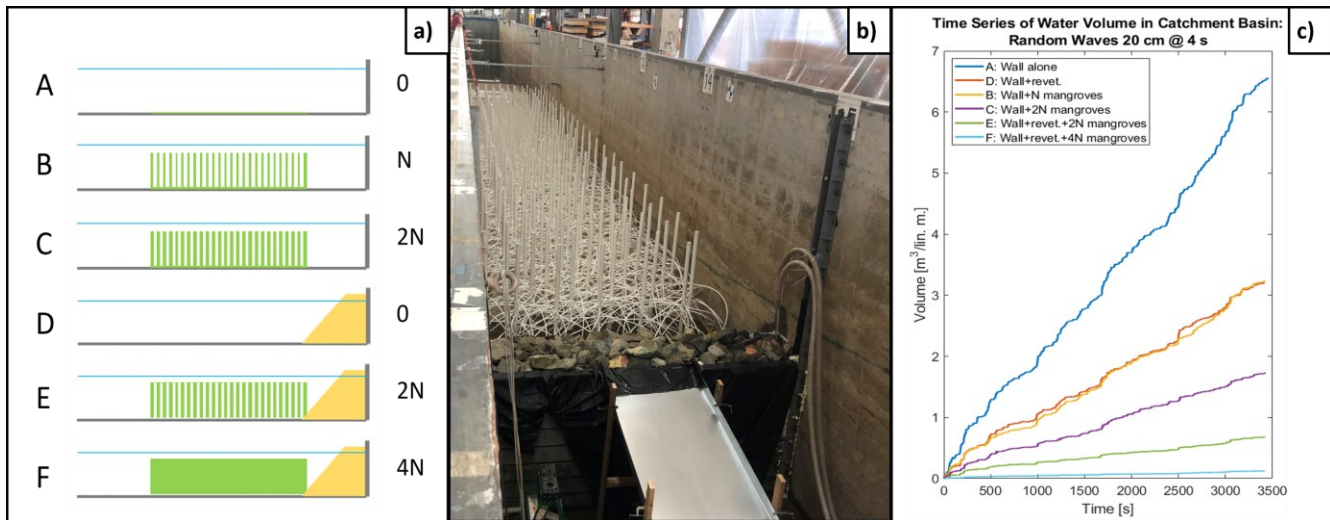 a)
A
0
B
N
C
2N
D
0
E
2N
F
4N
b)
c)
Time Series of Water Volume in Catchment Basin:
Random Waves 20 cm @ 4 s
A: Wall alone
D: Wall+revet.
B: Wall+N mangroves
C: Wall+2N mangroves
E: Wall+revet.+2N mangroves
F: Wall+revet.+4N mangroves
Volume [m³/lin. m.]
7
6
5
4
3
2
1
0
0 500 1000 1500 2000 2500 3000 3500
Time [s]